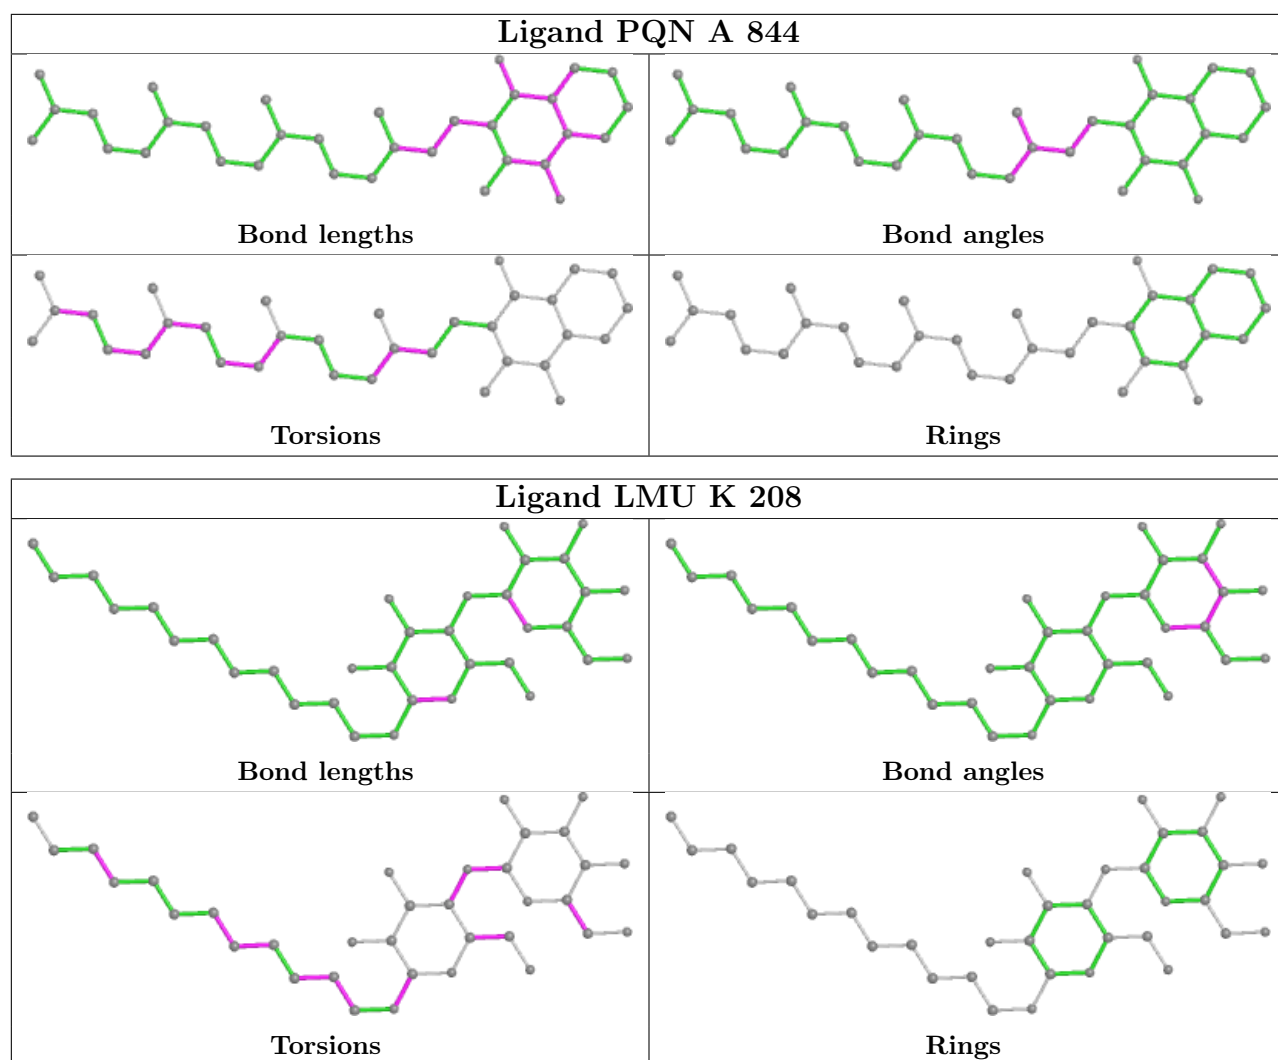 Ligand PQN A 844
Bond lengths
Bond angles
Torsions
Rings
Ligand LMU K 208
Bond lengths
Bond angles
Torsions
Rings